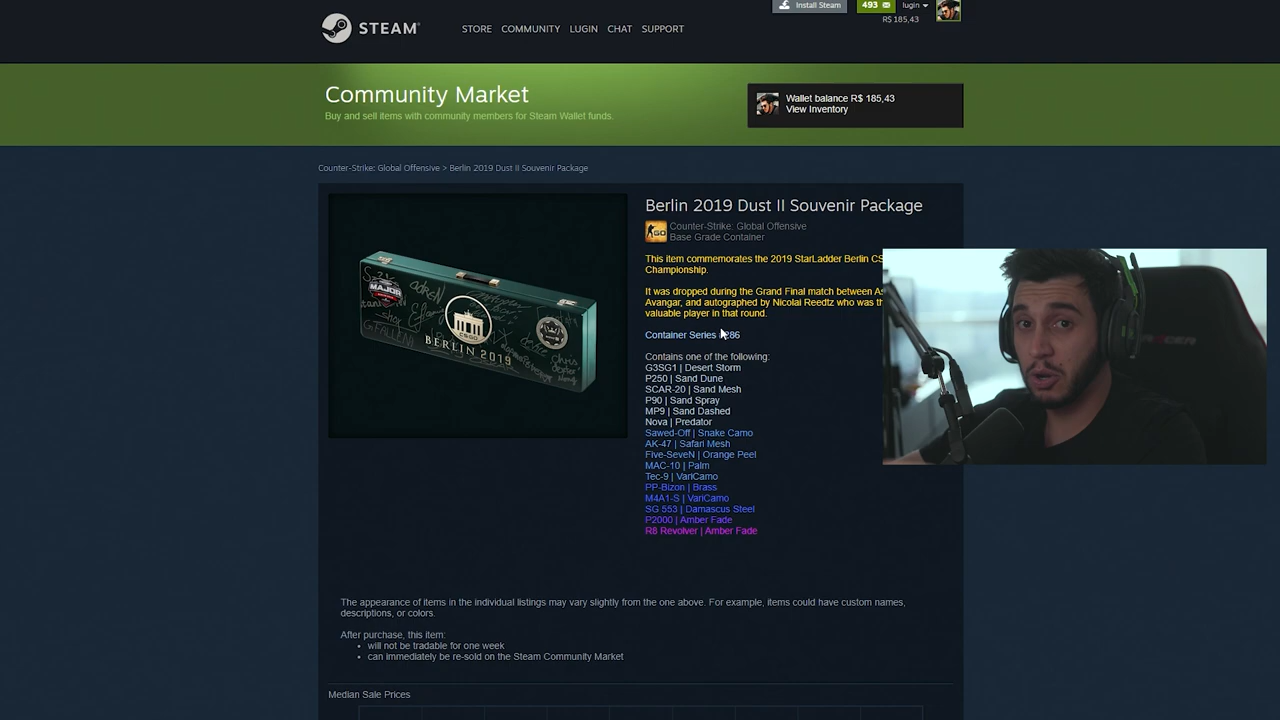 Install Steam
493
lugin
R$ 185,43
STEAM
STORE
COMMUNITY
LUGIN
CHAT
SUPPORT
Community Market
Buy and sell items with community members for Steam Wallet funds.
Wallet balance R$ 185,43
View Inventory
Counter-Strike: Global Offensive > Berlin 2019 Dust II Souvenir Package
MAJOR
BERLIN 2019
Berlin 2019 Dust II Souvenir Package
Counter-Strike: Global Offensive
Base Grade Container
This item commemorates the 2019 StarLadder Berlin CS
Championship.
It was dropped during the Grand Final match between
Avangar, and autographed by Nicolai Reedtz who was
valuable player in that round.
Container Series #286
Contains one of the following:
G3SG1 | Desert Storm
P250 | Sand Dune
SCAR-20 | Sand Mesh
P90 | Sand Spray
MP9 | Sand Dashed
Nova | Predator
Sawed-Off | Snake Camo
AK-47 | Safari Mesh
Five-SeveN | Orange Peel
MAC-10 | Palm
Tec-9 | VariCamo
PP-Bizon | Brass
M4A1-S | VariCamo
SG 553 | Damascus Steel
P2000 | Amber Fade
R8 Revolver | Amber Fade
The appearance of items in the individual listings may vary slightly from the one above. For example, items could have custom names,
descriptions, or colors.
After purchase, this item:
• will not be tradable for one week
• can immediately be re-sold on the Steam Community Market
Median Sale Prices